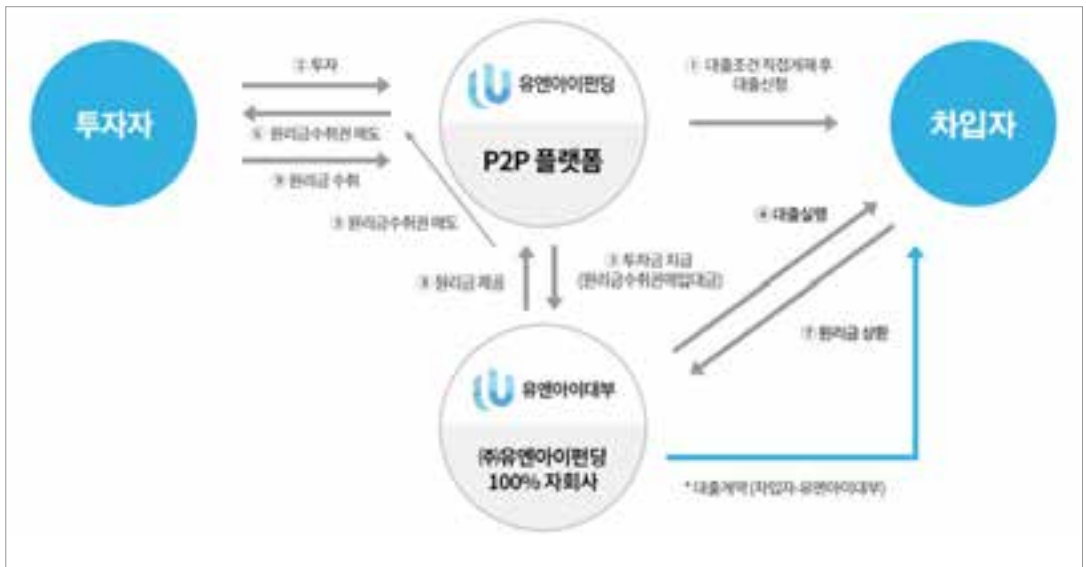 ② 투자
유앤아이펀딩
① 대출조건 직접게재 후
대출신청
투자자
⑥ 원리금수취권 매도
P2P 플랫폼
차입자
⑨ 원리금 수취
⑤ 원리금수취권 매도
④ 대출실행
⑧ 원리금 제공
③ 투자금 지급
(원리금수취권매입대금)
⑦ 원리금 상환
유앤아이대부
㈜유앤아이펀딩
100% 자회사
* 대출계약 (차입자-유앤아이대부)